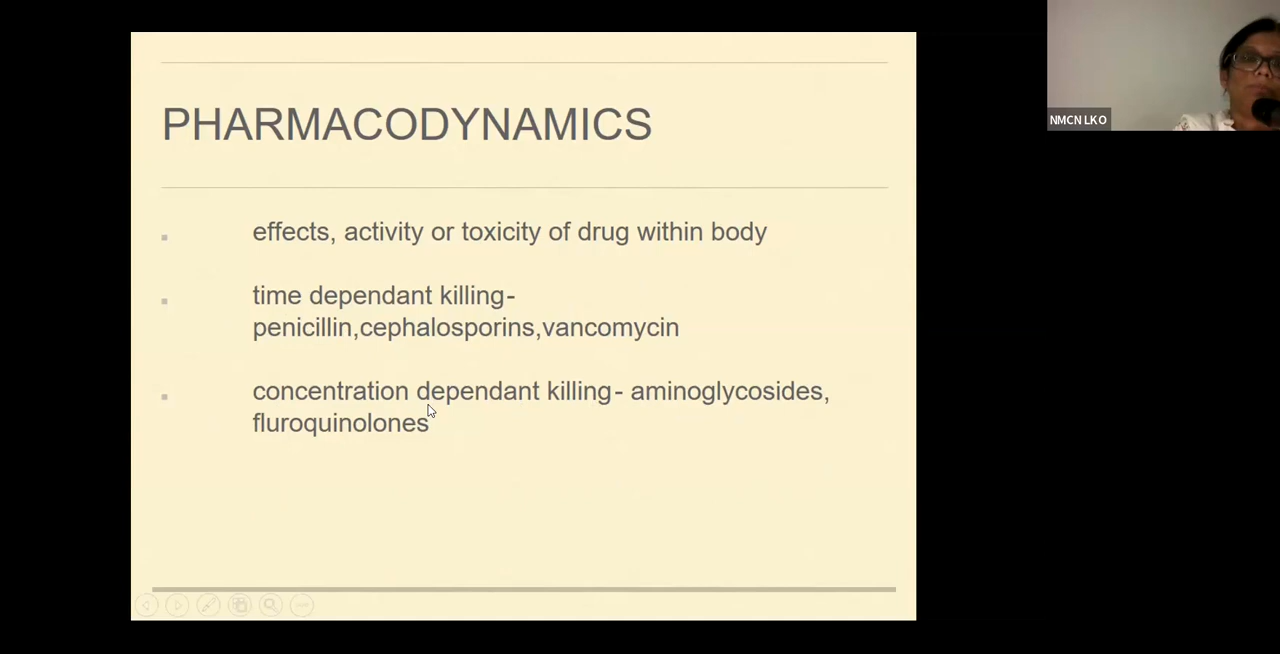 PHARMACODYNAMICS
effects, activity or toxicity of drug within body
time dependant killing-
penicillin,cephalosporins,vancomycin
concentration dependant killing- aminoglycosides,
fluroquinolones
NMCN LKO